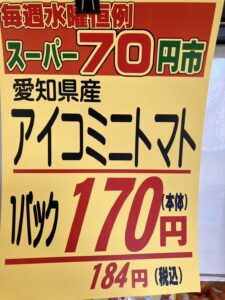 毎週水曜恒例
スーパー70円市
愛知県産
アイコミニトマト
1パック 170円(本体)
184円(税込)